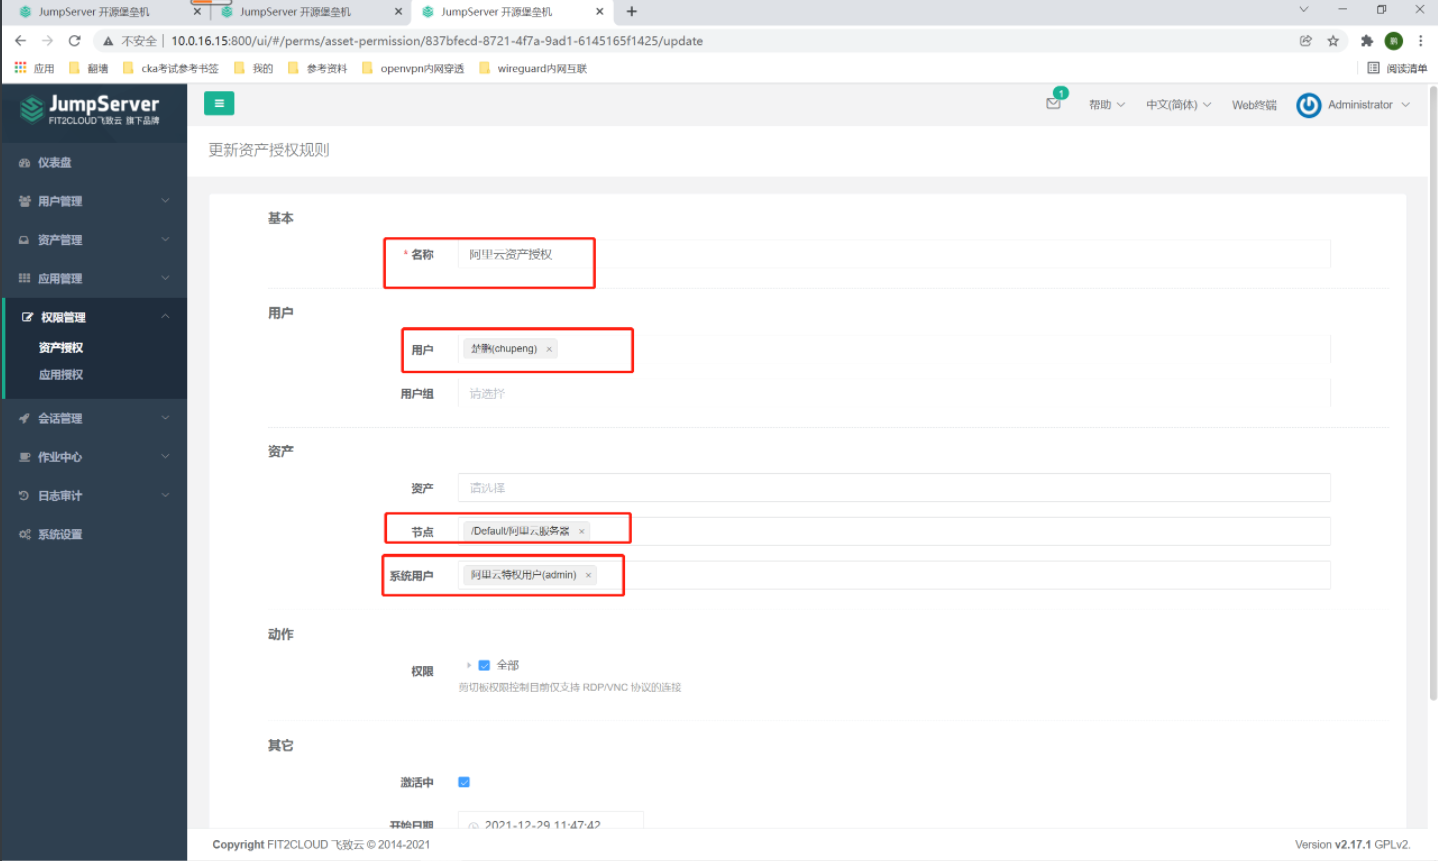 JumpServer 开源堡垒机
JumpServer 开源堡垒机
JumpServer 开源堡垒机
不安全 10.0.16.15:800/ui/#/perms/asset-permission/837bfecd-8721-4f7a-9ad1-6145165f1425/update
应用 翻墙 cka考试参考书签 我的 参考资料 openvpn内网穿透 wireguard内网互联 阅读清单
JumpServer
FIT2CLOUD飞致云 旗下品牌
1
帮助 中文(简体) Web终端 Administrator
仪表盘
用户管理
资产管理
应用管理
权限管理
资产授权
应用授权
会话管理
作业中心
日志审计
系统设置
更新资产授权规则
基本
* 名称 阿里云资产授权
用户
用户 楚鹏(chupeng) ×
用户组 请选择
资产
资产 请选择
节点 /Default/阿里云服务器 ×
系统用户 阿里云特权用户(admin) ×
动作
权限 全部
剪切板权限控制目前仅支持 RDP/VNC 协议的连接
其它
激活中
开始日期 2021-12-29 11:47:42
Copyright FIT2CLOUD 飞致云 © 2014-2021
Version v2.17.1 GPLv2.